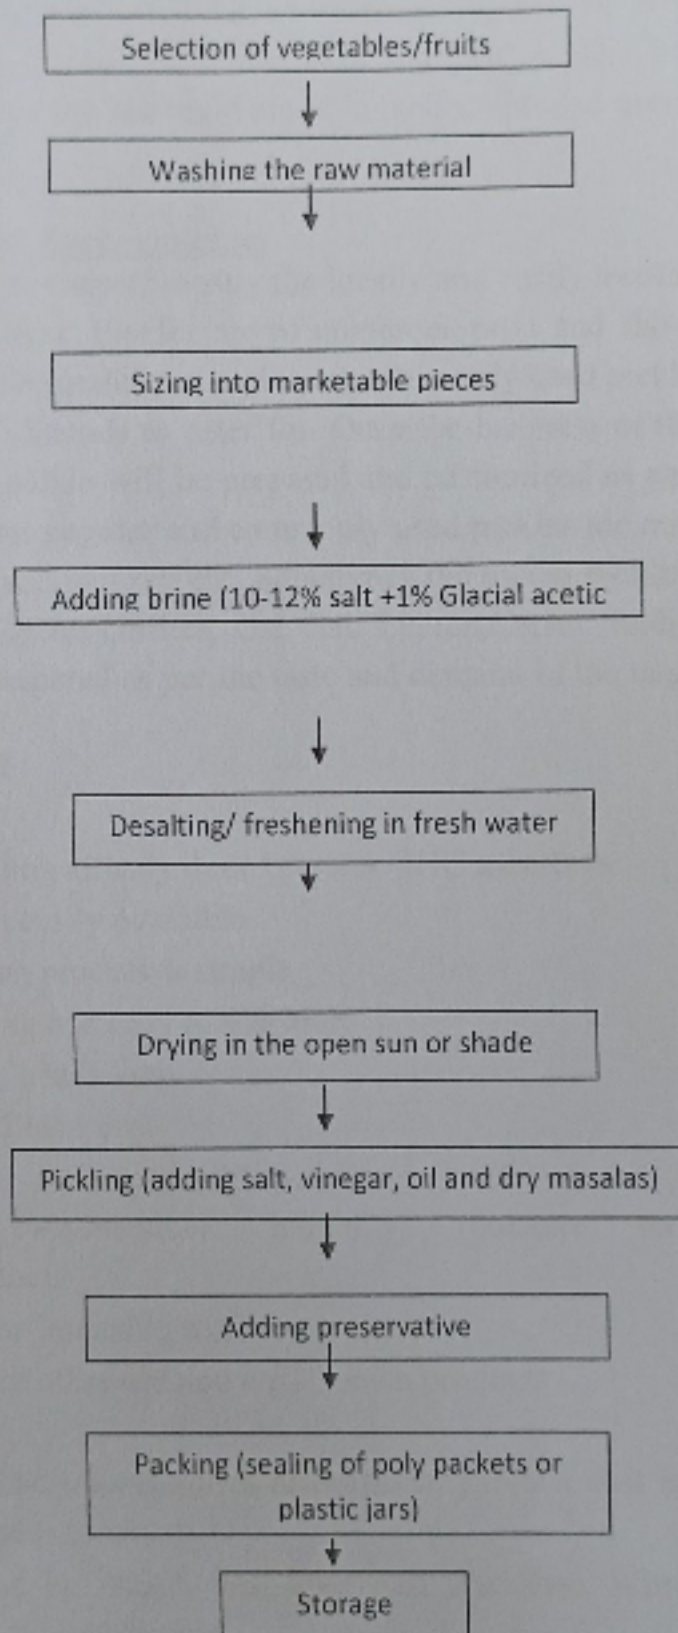 Selection of vegetables/fruits
Washing the raw material
Sizing into marketable pieces
Adding brine (10-12% salt +1% Glacial acetic
Desalting/ freshening in fresh water
Drying in the open sun or shade
Pickling (adding salt, vinegar, oil and dry masalas)
Adding preservative
Packing (sealing of poly packets or
plastic jars)
Storage